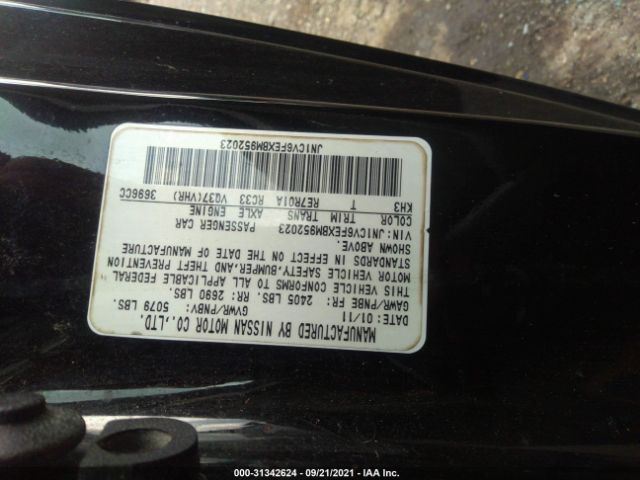 MANUFACTURED BY NISSAN MOTOR CO.,LTD.
DATE: 01/11 GVWR/PNBV: 5079 LBS.
GAWR/PNBE FR: 2405 LBS. RR: 2890 LBS.
THIS VEHICLE CONFORMS TO ALL APPLICABLE FEDERAL
MOTOR VEHICLE SAFETY,BUMPER,AND THEFT PREVENTION
STANDARDS IN EFFECT ON THE DATE OF MANUFACTURE
SHOWN ABOVE.
VIN: JN1CV6FEXBM952023 PASSENGER CAR
COLOR TRIM TRANS AXLE ENGINE
KH3 T RE7R01A RC33 VQ37(VHR) 3696CC
JN1CV6FEXBM952023
000-31342624 - 09/21/2021 - IAA Inc.